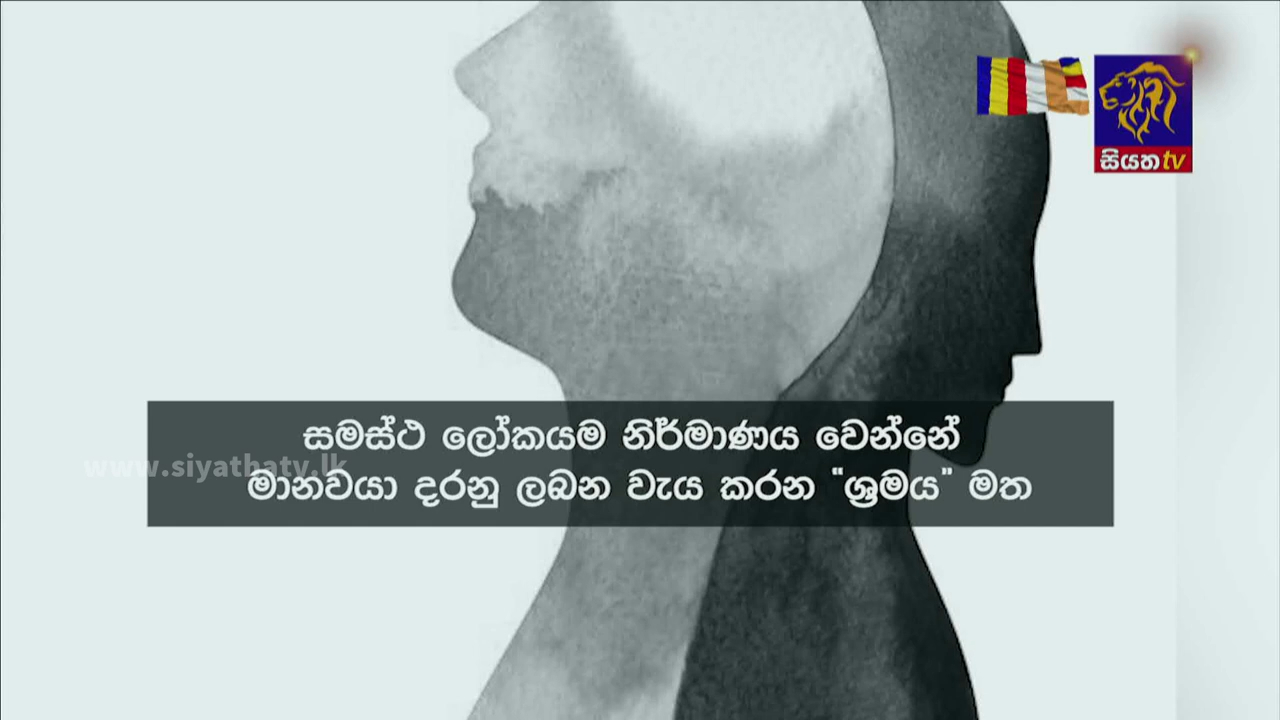 සියත tv
සමස්ථ ලෝකයම නිර්මාණය වෙන්නේ
www.siyathatv.lk
මානවයා දරනු ලබන වැය කරන “ශ්‍රමය” මත